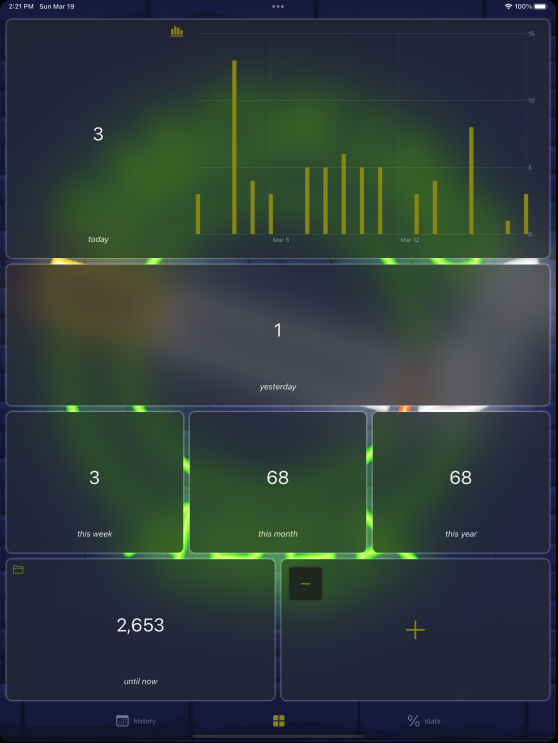 2:21 PM Sun Mar 19
100%
15
10
5
0
Mar 5
Mar 12
3
today
1
yesterday
3
this week
68
this month
68
this year
2,653
until now
history
% stats